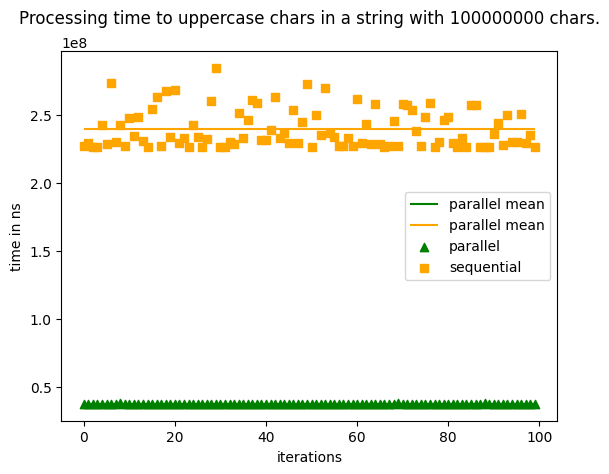 Processing time to uppercase chars in a string with 100000000 chars.
1e8
2.5
2.0
1.5
1.0
0.5
time in ns
parallel mean
parallel mean
parallel
sequential
0
20
40
60
80
100
iterations